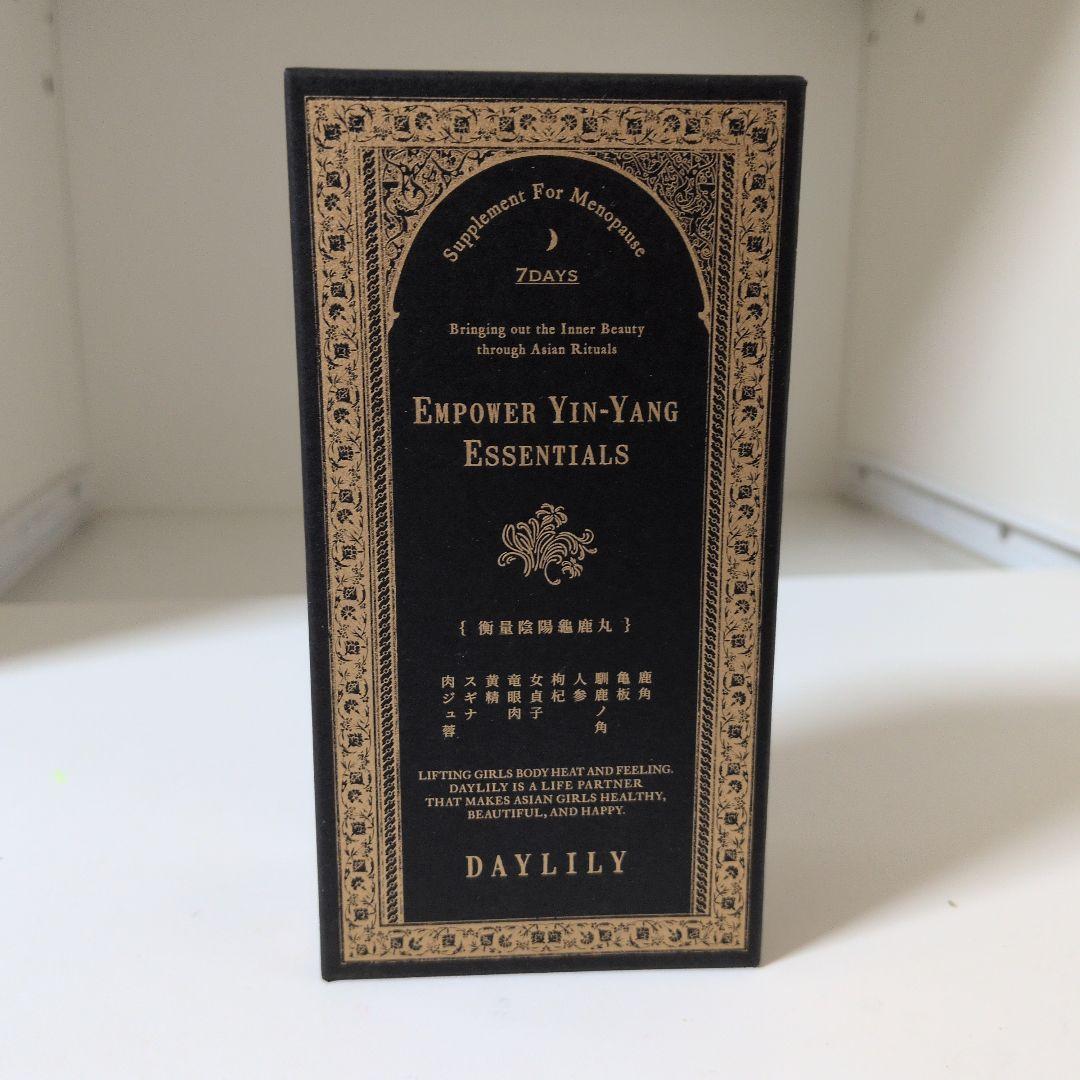 Supplement For Menopause
7DAYS
Bringing out the Inner Beauty
through Asian Rituals
EMPOWER YIN-YANG
ESSENTIALS
{ 衡量陰陽龜鹿丸 }
鹿角
亀板
馴鹿ノ角
人参
枸杞
女貞子
竜眼肉
黄精
スギナ
肉ジュ蓉
LIFTING GIRLS BODY HEAT AND FEELING.
DAYLILY IS A LIFE PARTNER
THAT MAKES ASIAN GIRLS HEALTHY,
BEAUTIFUL, AND HAPPY.
DAYLILY